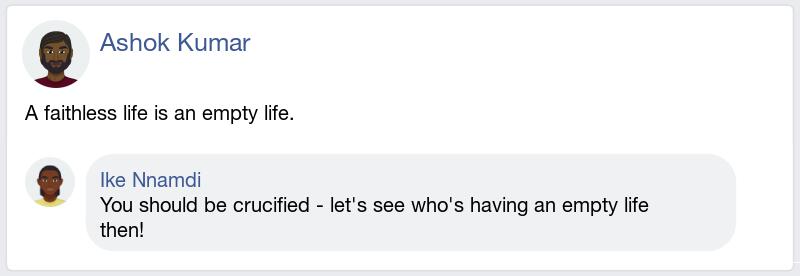 Ashok Kumar
A faithless life is an empty life.
Ike Nnamdi
You should be crucified - let's see who's having an empty life
then!